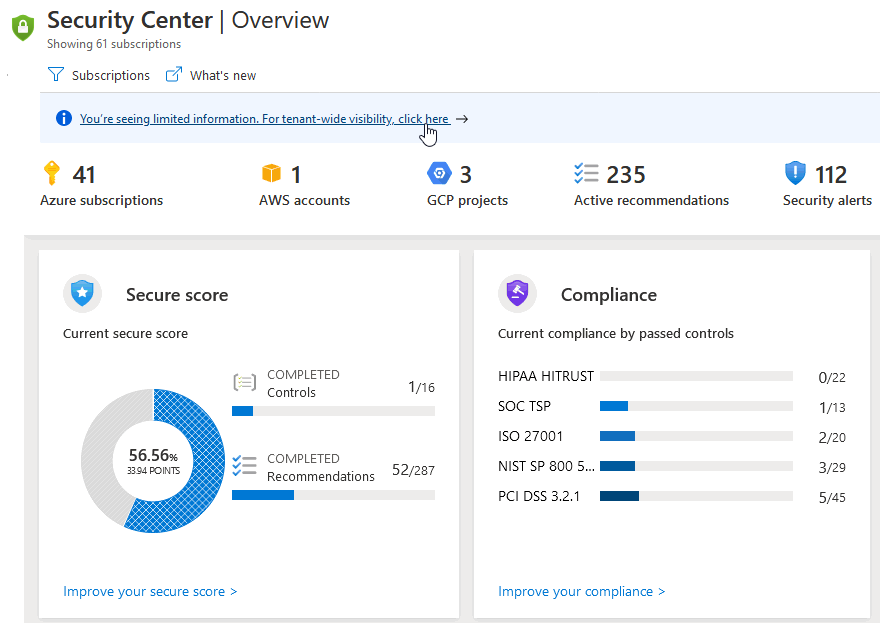 Security Center | Overview
Showing 61 subscriptions
Subscriptions What's new
You're seeing limited information. For tenant-wide visibility, click here →
41 1 3 235 112
Azure subscriptions AWS accounts GCP projects Active recommendations Security alerts
Secure score
Current secure score
56.56%
33.94 POINTS
COMPLETED
Controls 1/16
COMPLETED
Recommendations 52/287
Improve your secure score >
Compliance
Current compliance by passed controls
HIPAA HITRUST 0/22
SOC TSP 1/13
ISO 27001 2/20
NIST SP 800 5... 3/29
PCI DSS 3.2.1 5/45
Improve your compliance >